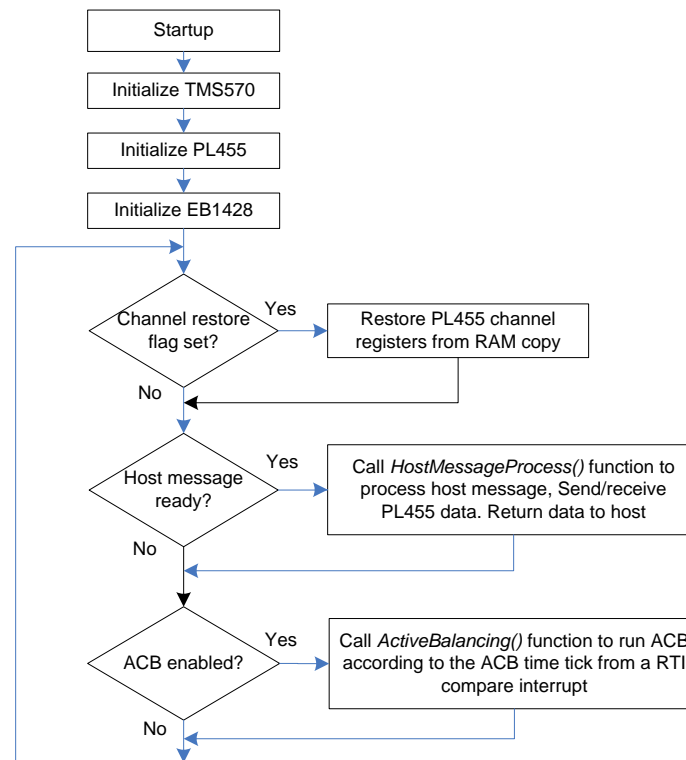 Startup
Initialize TMS570
Initialize PL455
Initialize EB1428
Channel restore
flag set?
Yes
Restore PL455 channel
registers from RAM copy
No
Host message
ready?
Yes
Call HostMessageProcess() function to
process host message, Send/receive
PL455 data. Return data to host
No
ACB enabled?
Yes
Call ActiveBalancing() function to run ACB
according to the ACB time tick from a RTI
compare interrupt
No